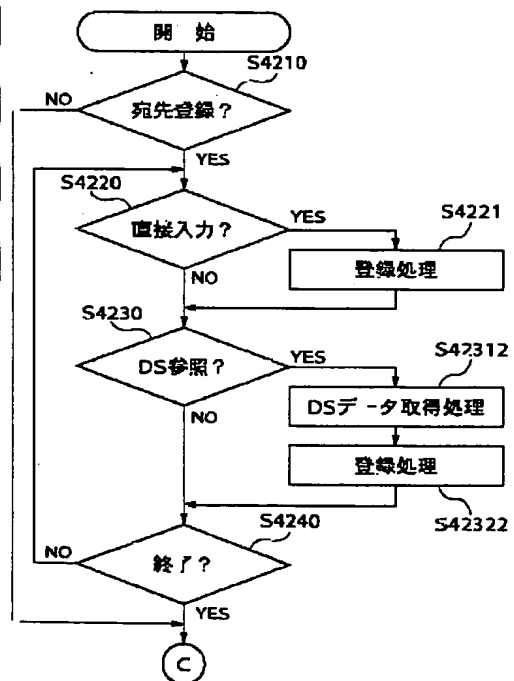 開 始
S4210
NO
宛先登録?
YES
S4220
直接入力?
YES
S4221
登録処理
NO
S4230
DS参照?
YES
S42312
DSデータ取得処理
NO
登録処理
S42322
S4240
NO
終了?
YES
C